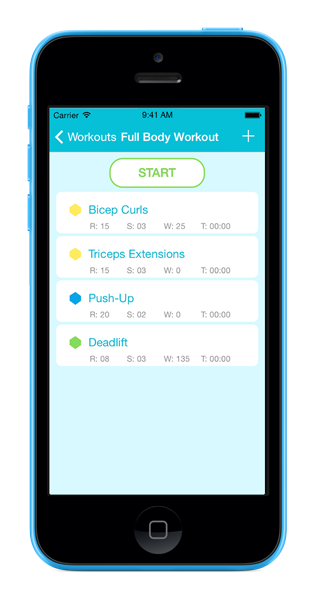 Carrier 9:41 AM
Workouts Full Body Workout +
START
Bicep Curls
R: 15 S: 03 W: 25 T: 00:00
Triceps Extensions
R: 15 S: 03 W: 0 T: 00:00
Push-Up
R: 20 S: 02 W: 0 T: 00:00
Deadlift
R: 08 S: 03 W: 135 T: 00:00